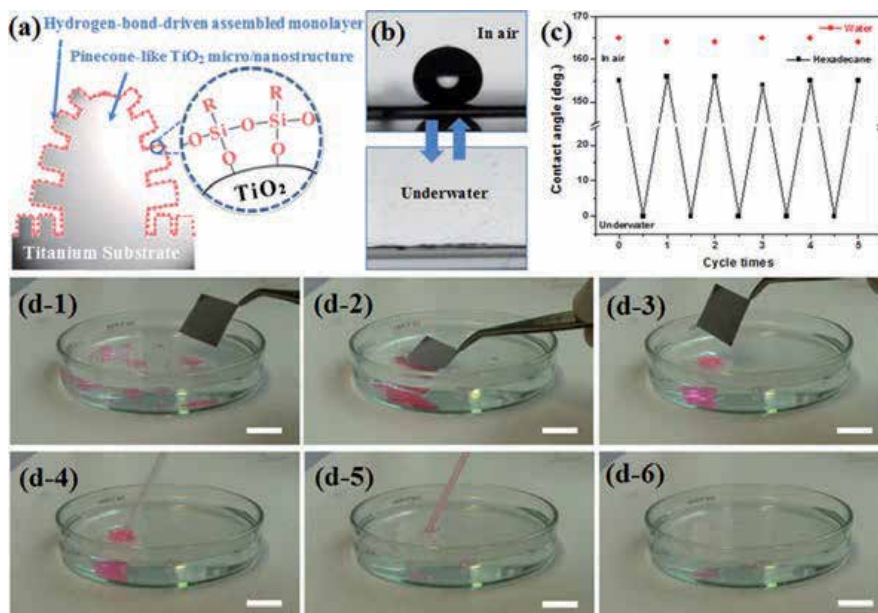 (a)
Hydrogen-bond-driven assembled monolayer
Pinecone-like TiO₂ micro/nanostructure
R R
O Si O Si O
O O
TiO₂
Titanium Substrate
(b)
In air
Underwater
(c)
Contact angle (deg.)
170
160
150
20
10
0
In air
Water
Hexadecane
Underwater
0 1 2 3 4 5
Cycle times
(d-1)
(d-2)
(d-3)
(d-4)
(d-5)
(d-6)